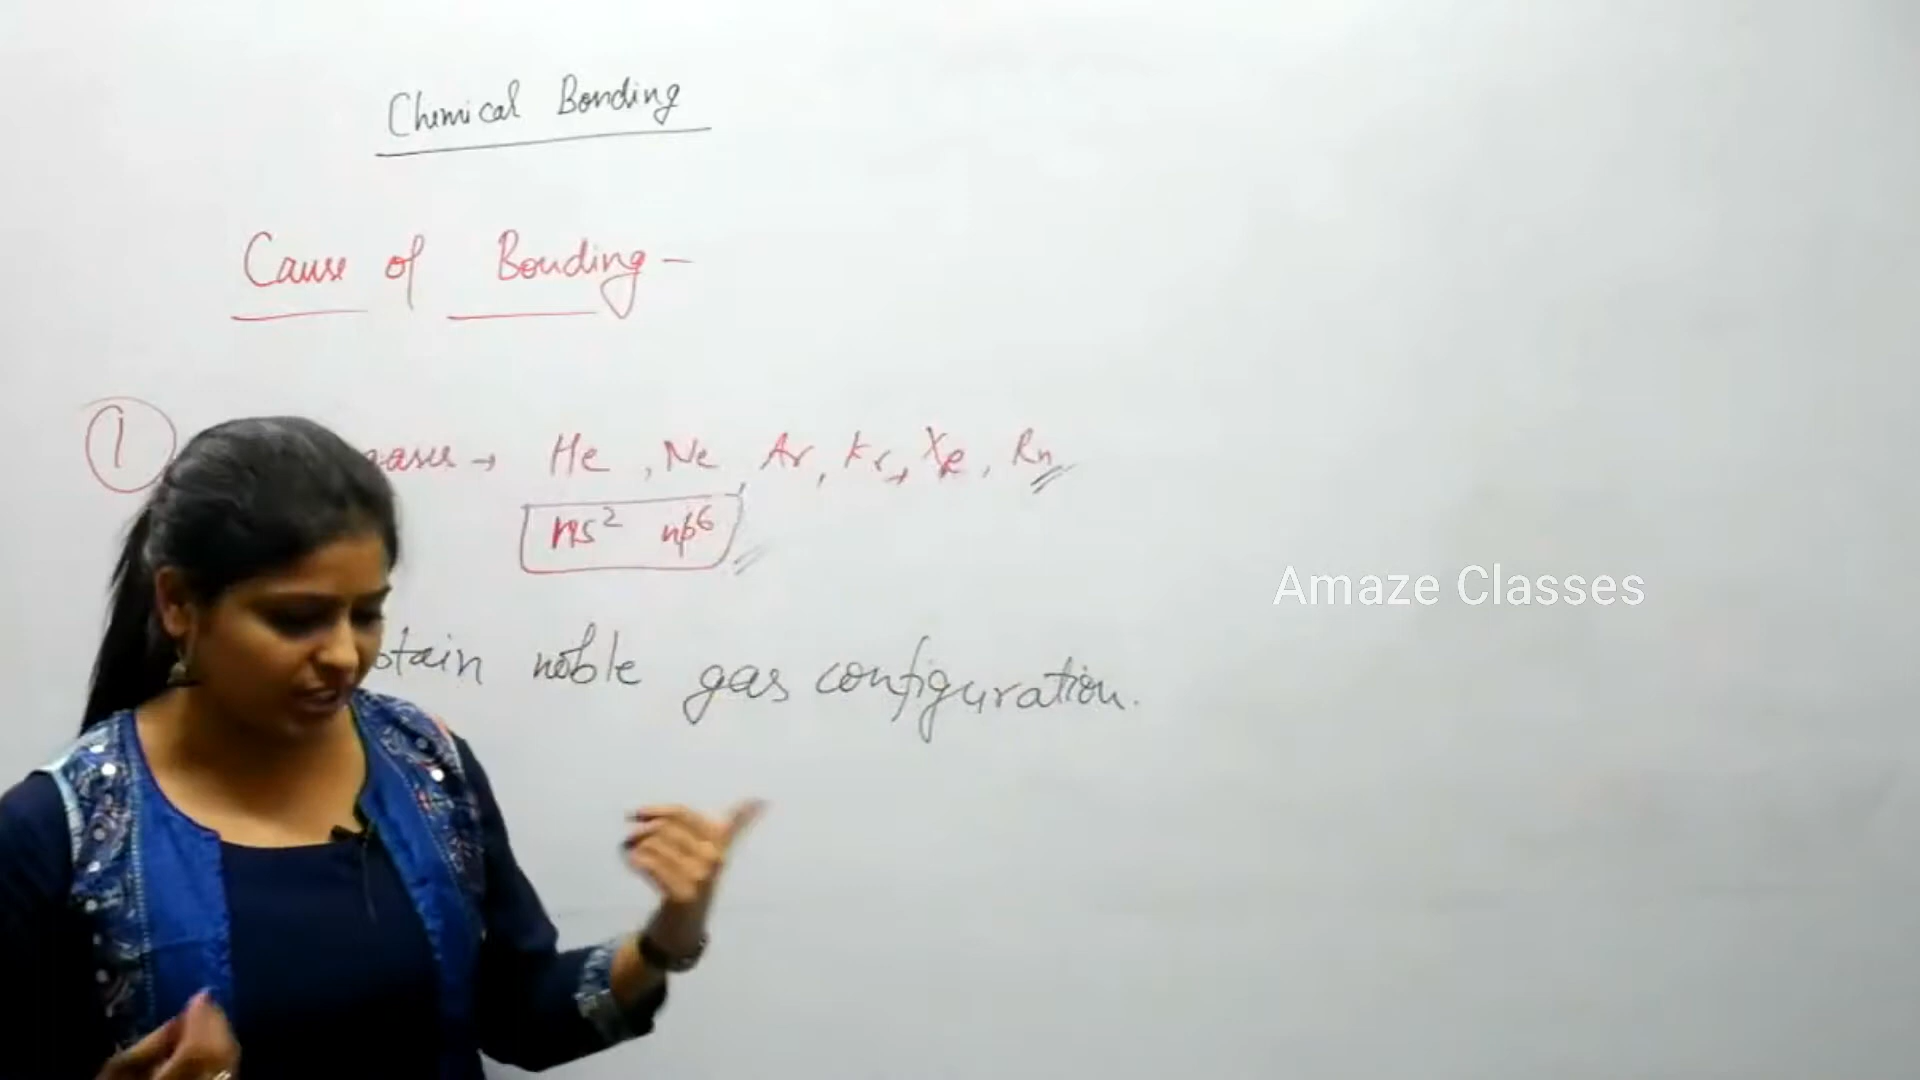 Chemical Bonding
Cause of Bonding -
① gases → He, Ne, Ar, Kr, Xe, Rn
ns² np⁶
Amaze Classes
noble gas configuration.